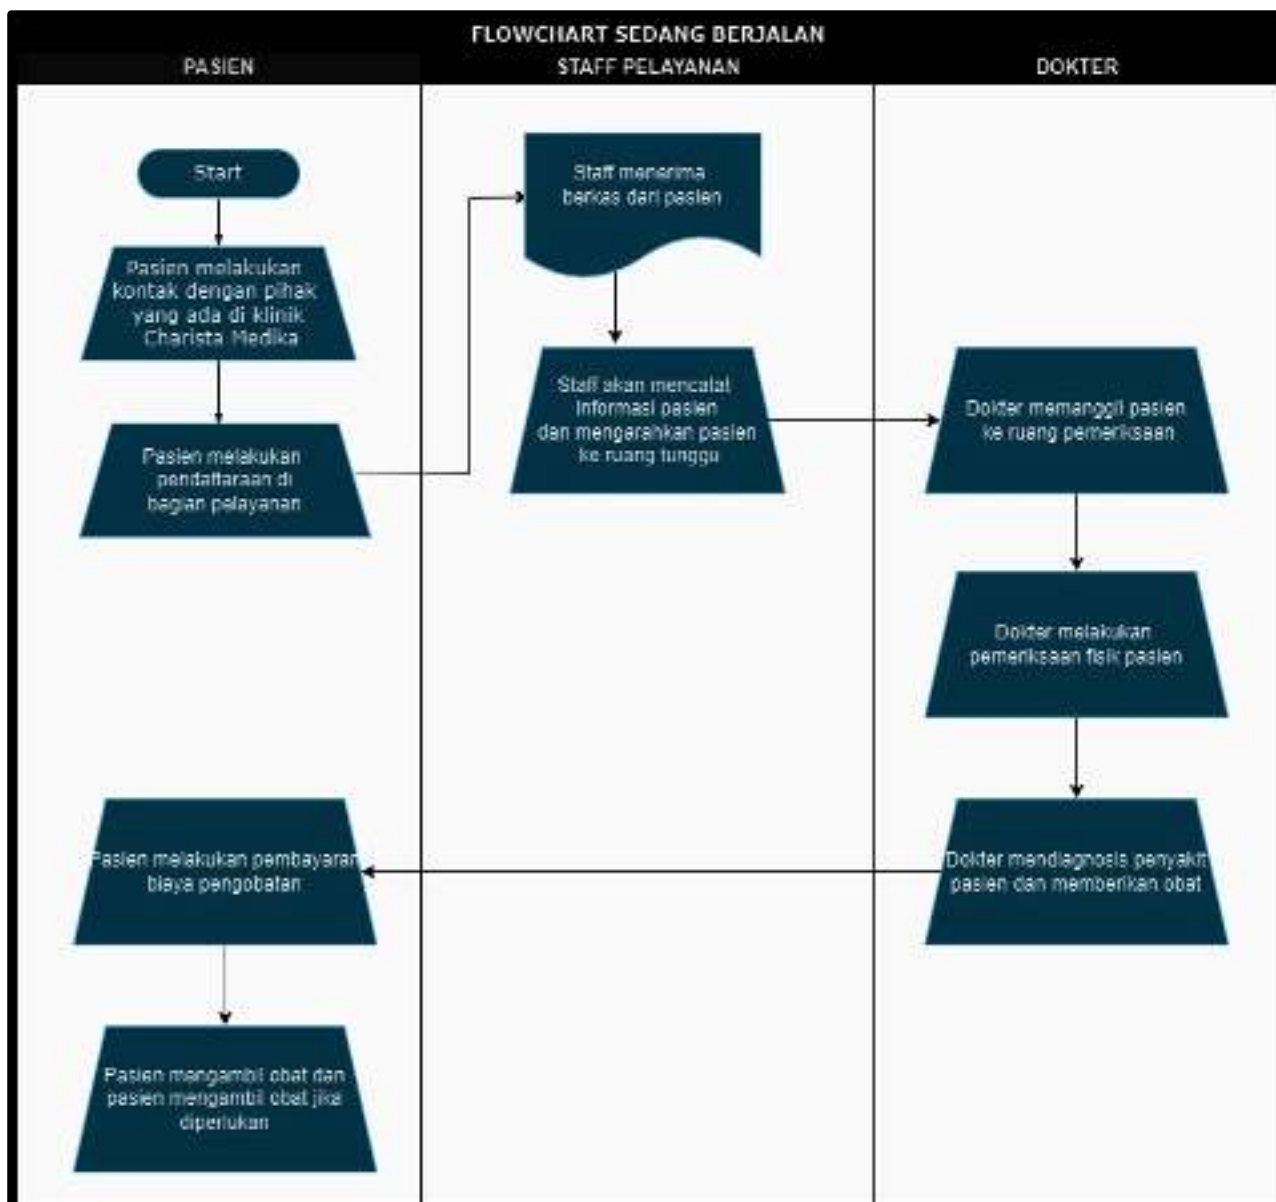 FLOWCHART SEDANG BERJALAN
PASIEN
STAFF PELAYANAN
DOKTER
Start
Pasien melakukan
kontak dengan pihak
yang ada di klinik
Charista Medika
Pasien melakukan
pendaftaraan di
bagian pelayanan
Staff menerima
berkas dari pasien
Staff akan mencatat
informasi pasien
dan mengarahkan pasien
ke ruang tunggu
Dokter memanggil pasien
ke ruang pemeriksaan
Dokter melakukan
pemeriksaan fisik pasien
Dokter mendiagnosis penyakit
pasien dan memberikan obat
Pasien melakukan pembayaran
biaya pengobatan
Pasien mengambil obat dan
pasien mengambil obat jika
diperlukan